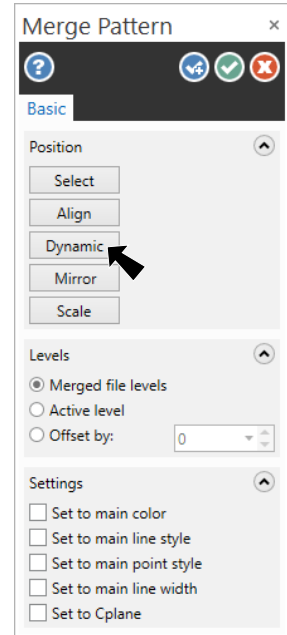 Merge Pattern ×
?
Basic
Position
Select
Align
Dynamic
Mirror
Scale
Levels
Merged file levels
Active level
Offset by: 0
Settings
Set to main color
Set to main line style
Set to main point style
Set to main line width
Set to Cplane